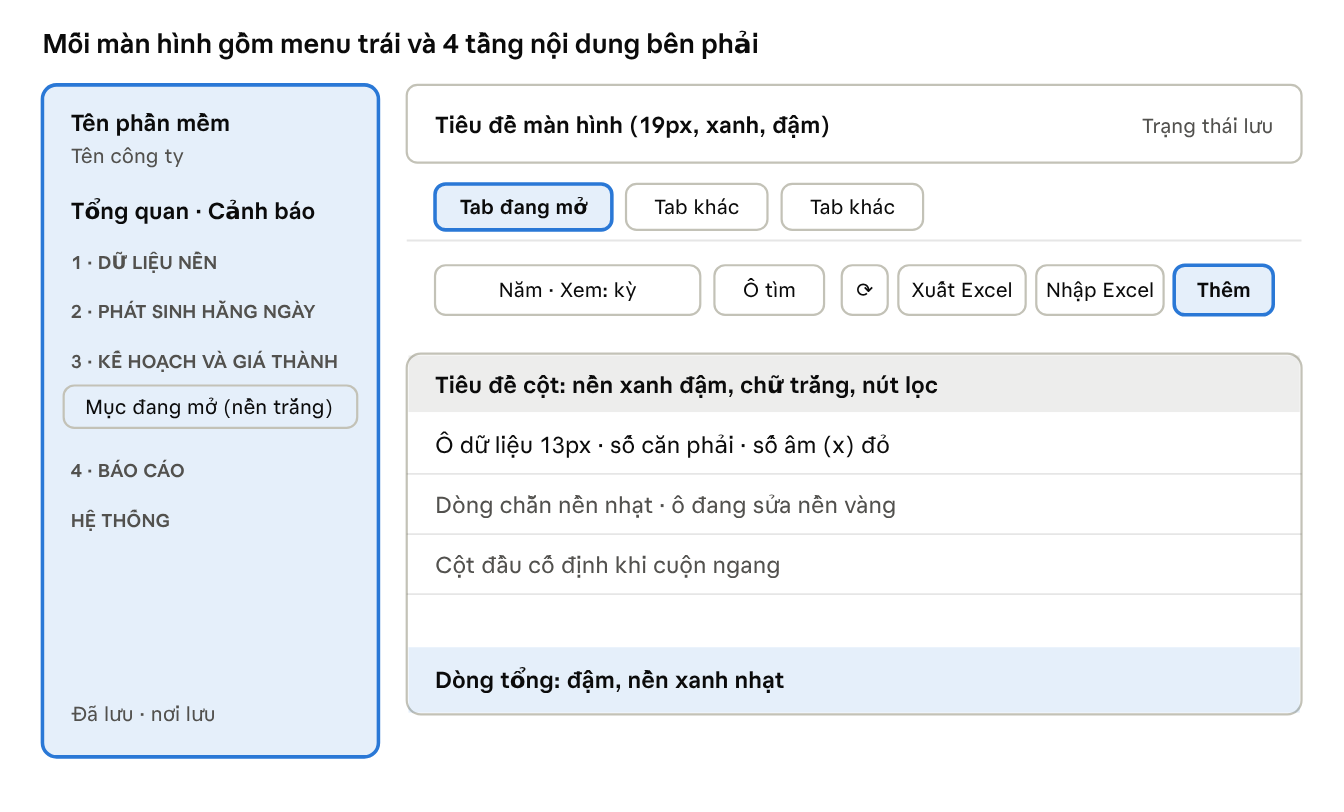 Mỗi màn hình gồm menu trái và 4 tầng nội dung bên phải
Tên phần mềm
Tên công ty
Tổng quan · Cảnh báo
1 · DỮ LIỆU NỀN
2 · PHÁT SINH HẰNG NGÀY
3 · KẾ HOẠCH VÀ GIÁ THÀNH
Mục đang mở (nền trắng)
4 · BÁO CÁO
HỆ THỐNG
Đã lưu · nơi lưu
Tiêu đề màn hình (19px, xanh, đậm)
Trạng thái lưu
Tab đang mở
Tab khác
Tab khác
Năm · Xem: kỳ
Ô tìm
⟳
Xuất Excel
Nhập Excel
Thêm
Tiêu đề cột: nền xanh đậm, chữ trắng, nút lọc
Ô dữ liệu 13px · số căn phải · số âm (x) đỏ
Dòng chẵn nền nhạt · ô đang sửa nền vàng
Cột đầu cố định khi cuộn ngang
Dòng tổng: đậm, nền xanh nhạt